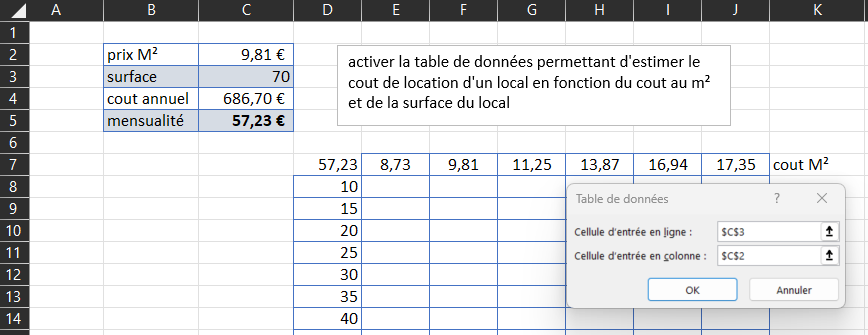 A B C D E F G H I J K
1
2 prix M² 9,81 €
3 surface 70
4 cout annuel 686,70 €
5 mensualité 57,23 €
activer la table de données permettant d'estimer le
cout de location d'un local en fonction du cout au m²
et de la surface du local
6
7 57,23 8,73 9,81 11,25 13,87 16,94 17,35 cout M²
8 10
9 15
10 20
11 25
12 30
13 35
14 40
Table de données ? ×
Cellule d'entrée en ligne : $C$3
Cellule d'entrée en colonne : $C$2
OK Annuler